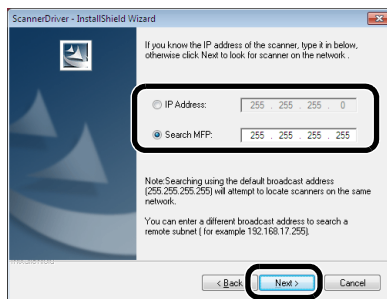 ScannerDriver - InstallShield Wizard
If you know the IP address of the scanner, type it in below,
otherwise click Next to look for scanner on the network .
IP Address: 255 . 255 . 255 . 0
Search MFP: 255 . 255 . 255 . 255
Note:Searching using the default broadcast address
(255.255.255.255) will attempt to locate scanners on the same
network.
You can enter a different broadcast address to search a
remote subnet ( for example 192.168.17.255).
InstallShield
< Back Next > Cancel